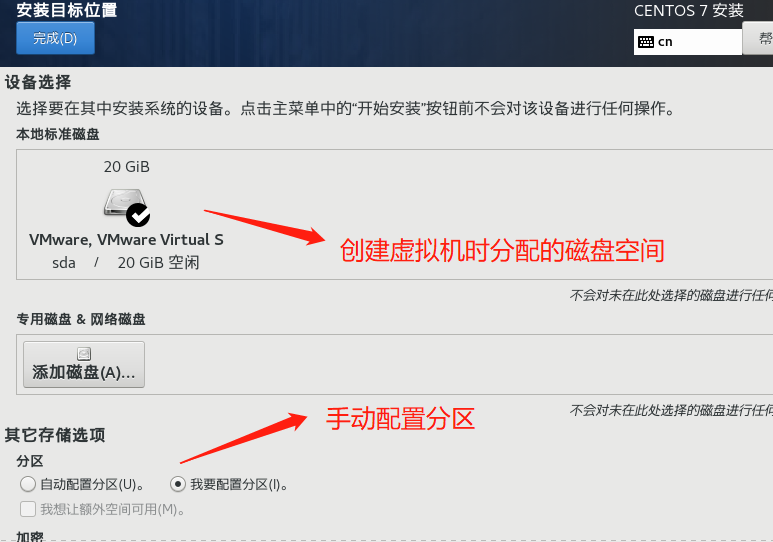 安装目标位置
CENTOS 7 安装
完成(D)
cn
帮
设备选择
选择要在其中安装系统的设备。点击主菜单中的“开始安装”按钮前不会对该设备进行任何操作。
本地标准磁盘
20 GiB
VMware, VMware Virtual S
sda / 20 GiB 空闲
创建虚拟机时分配的磁盘空间
不会对未在此处选择的磁盘进行任何
专用磁盘 & 网络磁盘
添加磁盘(A)...
不会对未在此处选择的磁盘进行任何
手动配置分区
其它存储选项
分区
自动配置分区(U)。 我要配置分区(I)。
我想让额外空间可用(M)。
加密